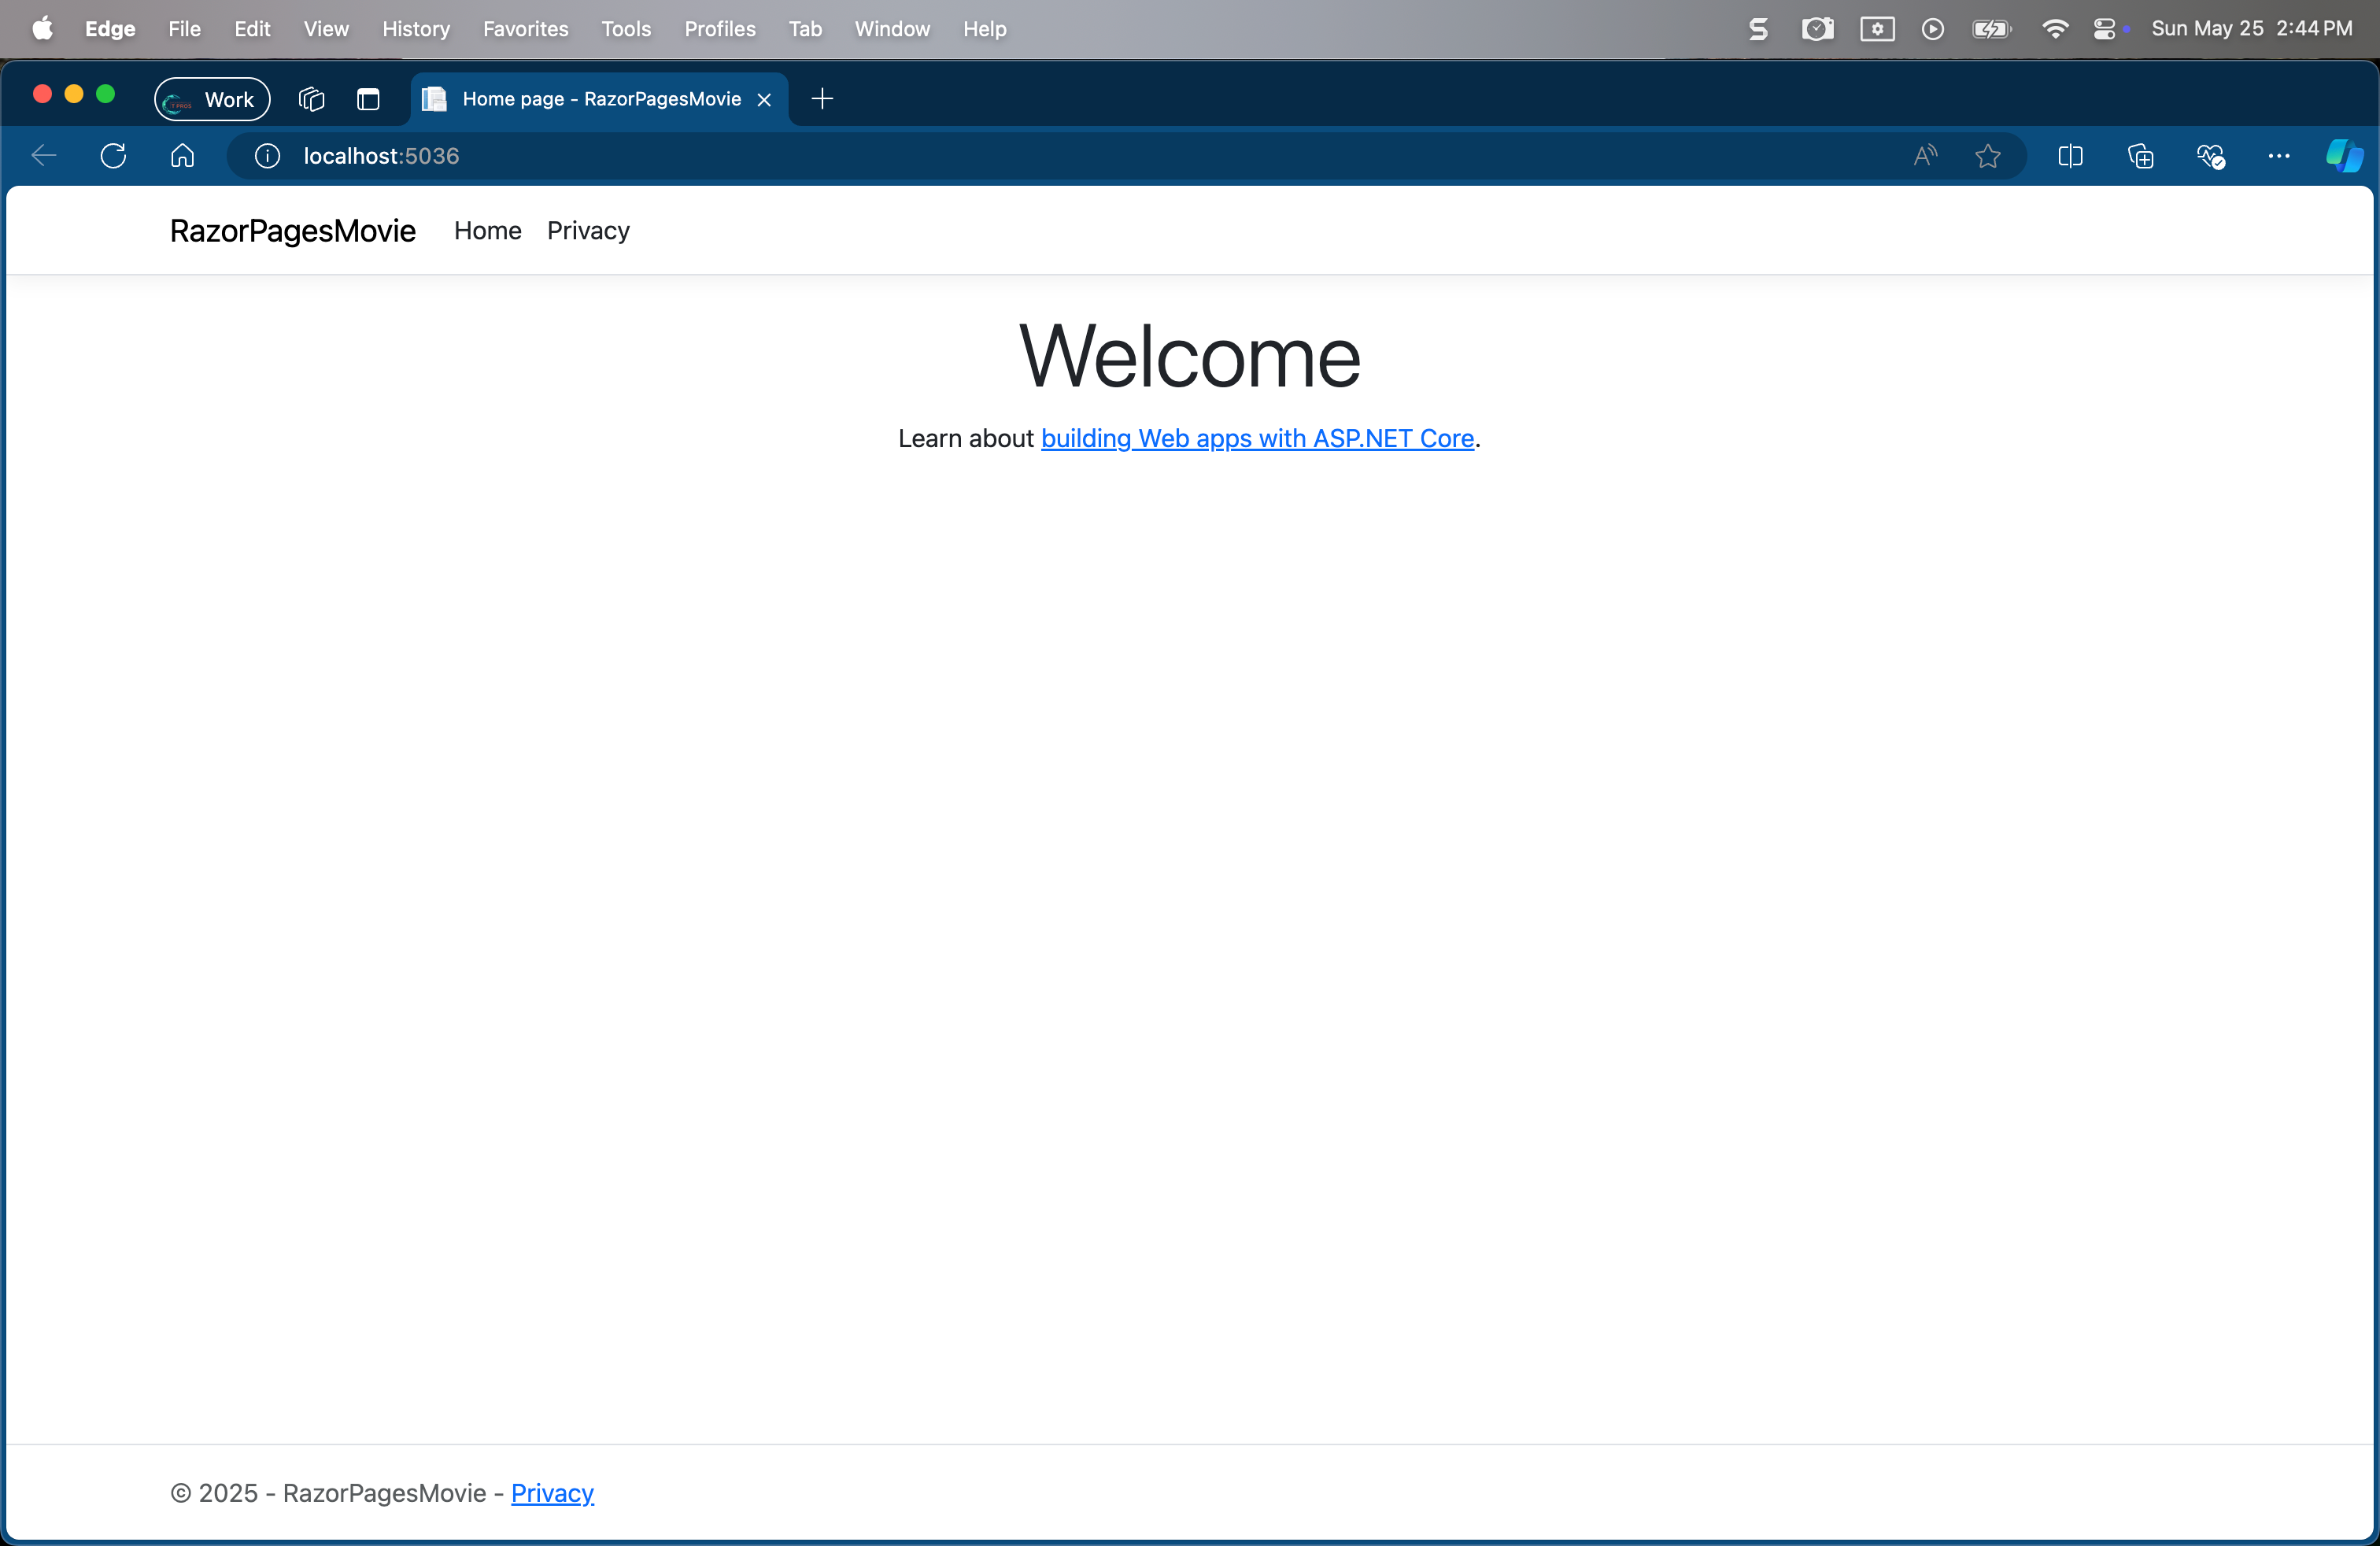 Edge File Edit View History Favorites Tools Profiles Tab Window Help Sun May 25 2:44 PM
Work Home page - RazorPagesMovie
localhost:5036
RazorPagesMovie Home Privacy
Welcome
Learn about building Web apps with ASP.NET Core.
© 2025 - RazorPagesMovie - Privacy